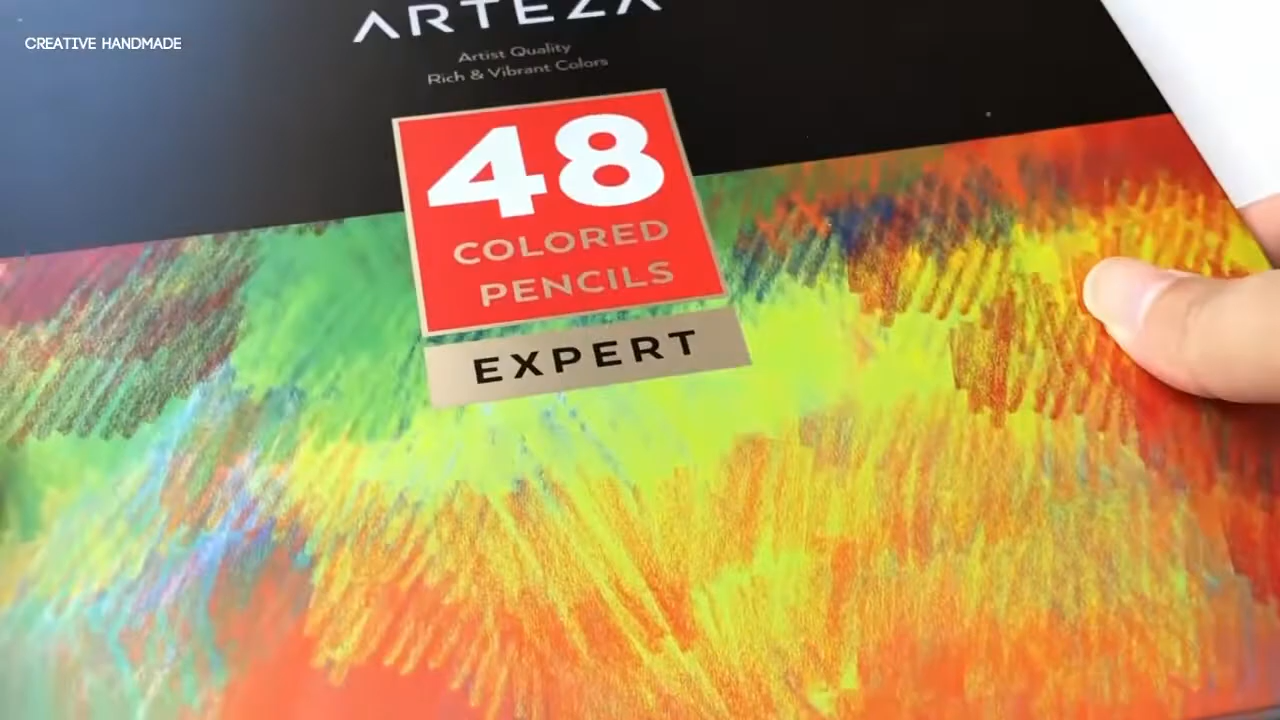 CREATIVE HANDMADE
ARTEZA
Artist Quality
Rich & Vibrant Colors
48
COLORED
PENCILS
EXPERT